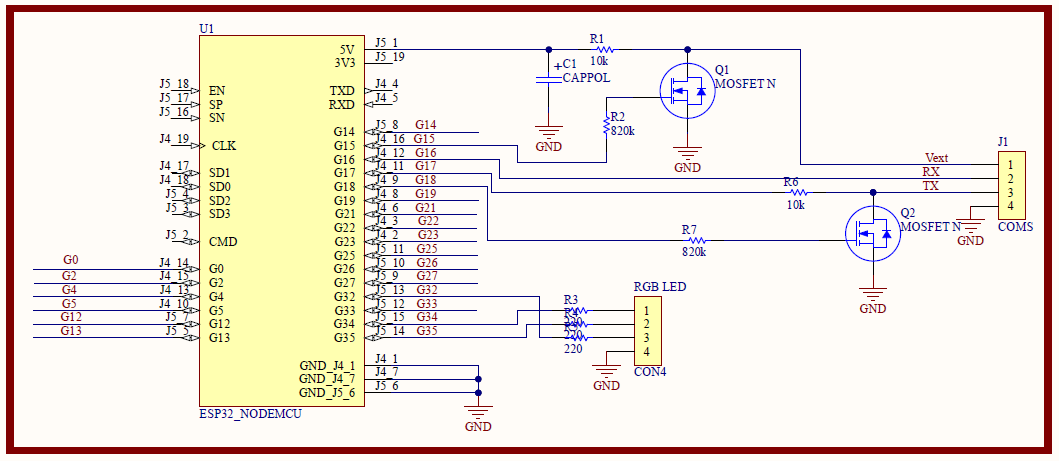 U1
5V J5_1
3V3 J5_19
J5_18 EN
J5_17 SP
J5_16 SN
TXD J4_4
RXD J4_5
J4_19 CLK
G14 J5_8 G14
G15 J4_16 G15
G16 J4_12 G16
G17 J4_11 G17
G18 J4_9 G18
G19 J4_8 G19
G21 J4_6 G21
G22 J4_3 G22
G23 J4_2 G23
G25 J5_11 G25
G26 J5_10 G26
G27 J5_9 G27
G32 J5_13 G32
G33 J5_12 G33
G34 J5_15 G34
G35 J5_14 G35
J4_17 SD1
J4_18 SD0
J5_4 SD2
J5_3 SD3
J5_2 CMD
G0 J4_14 G0
G2 J4_15 G2
G4 J4_13 G4
G5 J4_10 G5
G12 J5_7 G12
G13 J5_5 G13
GND_J4_1 J4_1
GND_J4_7 J4_7
GND_J5_6 J5_6
GND
ESP32_NODEMCU
+ C1
CAPPOL
GND
R1
10k
R2
820k
Q1
MOSFET N
GND
J1
Vext 1
RX 2
TX 3
4
COMS
GND
R6
10k
Q2
MOSFET N
GND
R7
820k
RGB LED
R3
220
220
220
1
2
3
4
CON4
GND